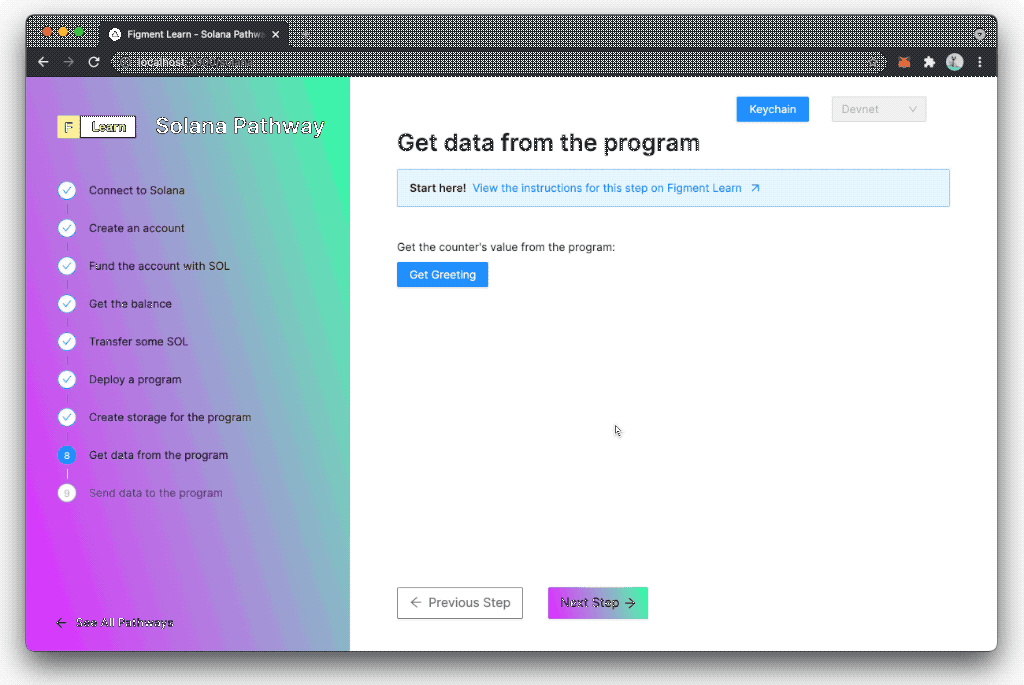 Figment Learn - Solana Pathwa
localhost
F Learn
Solana Pathway
Connect to Solana
Create an account
Fund the account with SOL
Get the balance
Transfer some SOL
Deploy a program
Create storage for the program
8 Get data from the program
9 Send data to the program
See All Pathways
Keychain
Devnet
Get data from the program
Start here! View the instructions for this step on Figment Learn
Get the counter's value from the program:
Get Greeting
Previous Step
Next Step